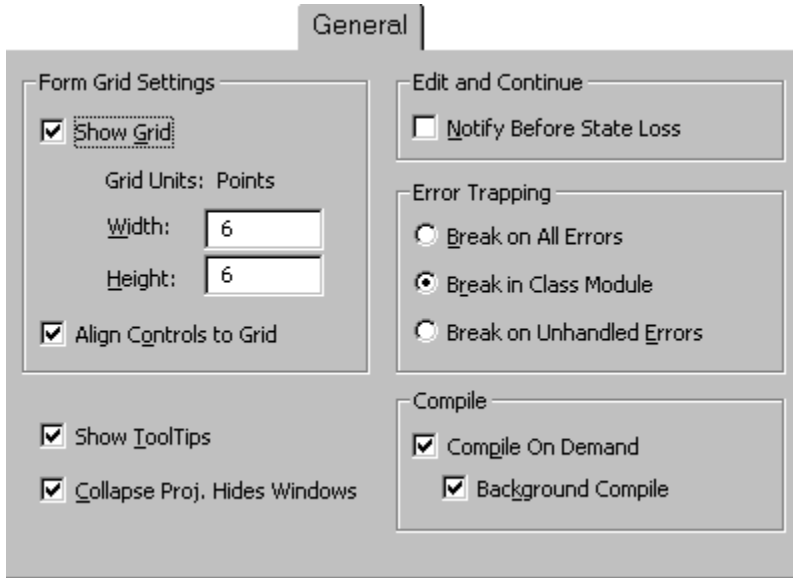 General
Form Grid Settings
Show Grid
Grid Units: Points
Width: 6
Height: 6
Align Controls to Grid
Show ToolTips
Collapse Proj. Hides Windows
Edit and Continue
Notify Before State Loss
Error Trapping
Break on All Errors
Break in Class Module
Break on Unhandled Errors
Compile
Compile On Demand
Background Compile